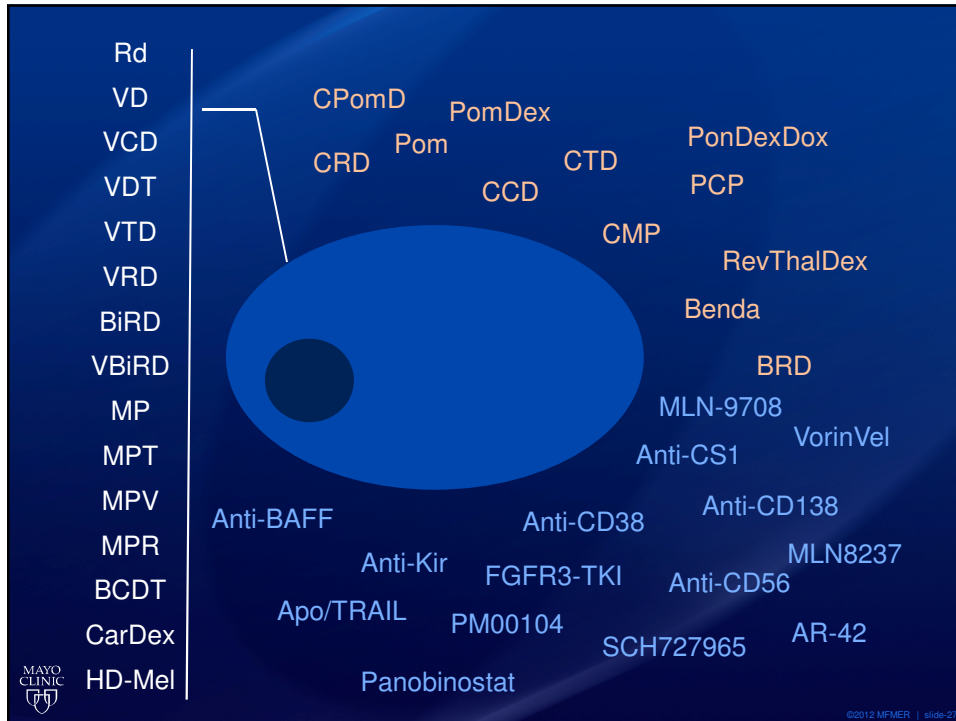 Rd
VD
VCD
VDT
VTD
VRD
BiRD
VBiRD
MP
MPT
MPV
MPR
BCDT
CarDex
HD-Mel
CPomD
PomDex
Pom
CRD
CTD
CCD
PonDexDox
PCP
CMP
RevThalDex
Benda
BRD
MLN-9708
VorinVel
Anti-CS1
Anti-CD138
Anti-BAFF
Anti-CD38
MLN8237
Anti-Kir
FGFR3-TKI
Anti-CD56
Apo/TRAIL
PM00104
SCH727965
AR-42
Panobinostat
MAYO
CLINIC
©2012 MFMER | slide-27